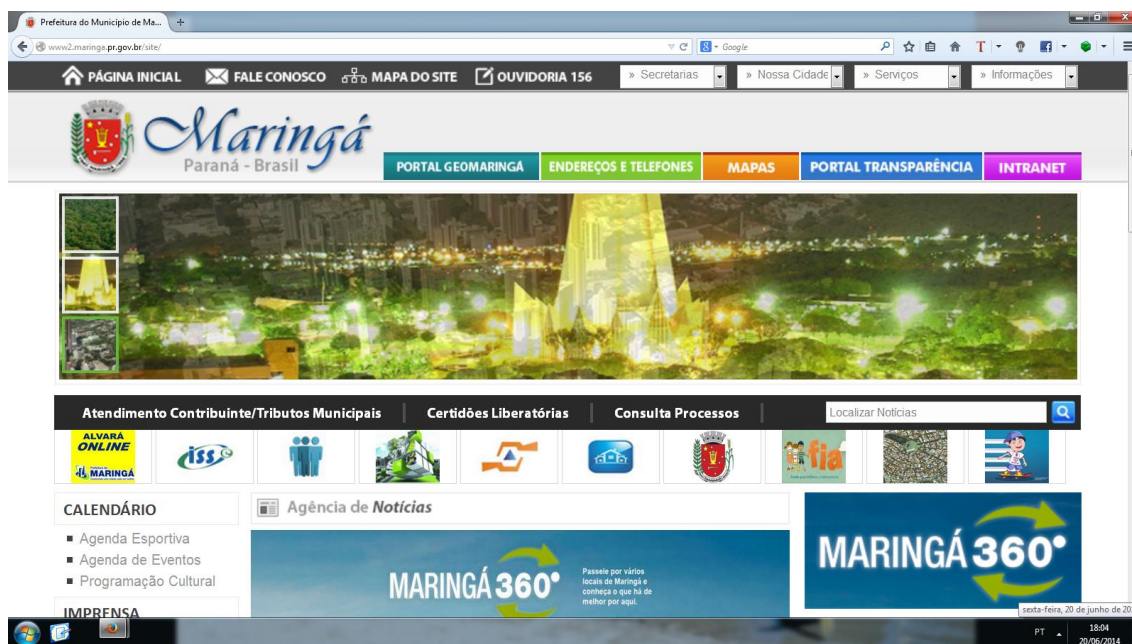 Prefeitura do Município de Ma...
www2.maringa.pr.gov.br/site/
Google
PÁGINA INICIAL
FALE CONOSCO
MAPA DO SITE
OUVIDORIA 156
» Secretarias
» Nossa Cidade
» Serviços
» Informações
Maringá
Paraná - Brasil
PORTAL GEOMARINGÁ
ENDEREÇOS E TELEFONES
MAPAS
PORTAL TRANSPARÊNCIA
INTRANET
Atendimento Contribuinte/Tributos Municipais
Certidões Liberatórias
Consulta Processos
Localizar Notícias
ALVARÁ
ONLINE
MARINGÁ
iss
fia
CALENDÁRIO
Agência de Notícias
Agenda Esportiva
Agenda de Eventos
Programação Cultural
IMPRENSA
MARINGÁ 360°
Passeie por vários
locais de Maringá e
conheça o que há de
melhor por aqui.
MARINGÁ 360°
sexta-feira, 20 de junho de 20
PT
18:04
20/06/2014